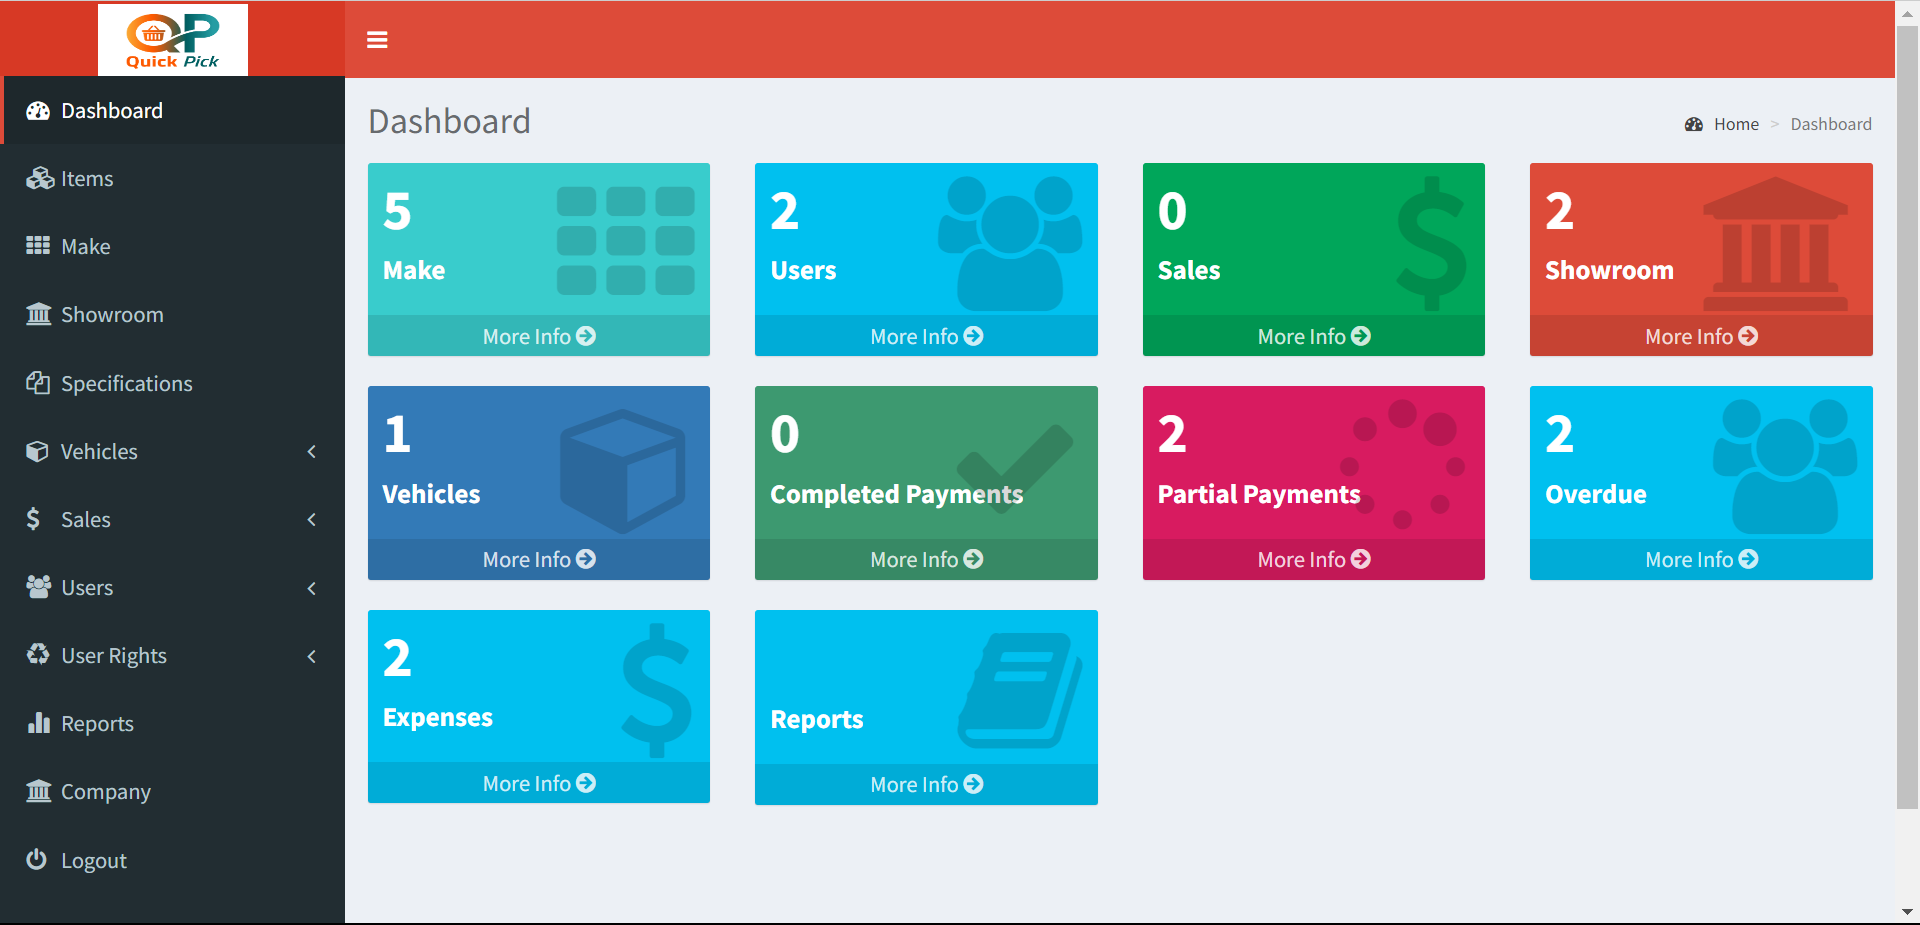 QP
Quick Pick
Dashboard
Items
Make
Showroom
Specifications
Vehicles
Sales
Users
User Rights
Reports
Company
Logout
Dashboard
Home > Dashboard
5
Make
More Info
2
Users
More Info
0
Sales
More Info
2
Showroom
More Info
1
Vehicles
More Info
0
Completed Payments
More Info
2
Partial Payments
More Info
2
Overdue
More Info
2
Expenses
More Info
Reports
More Info